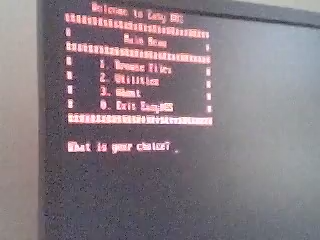 Welcome to Easy DOS
Main Menu
1. Browse Files
2. Utilities
3. About
0. Exit EasyDOS
What is your choice? _